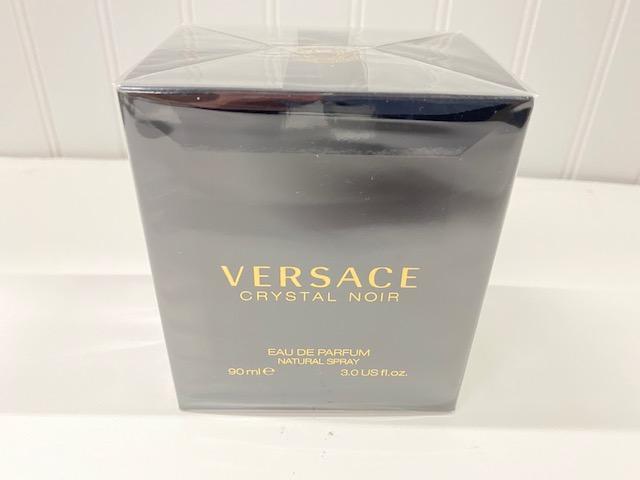 VERSACE
CRYSTAL NOIR
EAU DE PARFUM
NATURAL SPRAY
90 ml ℮ 3.0 US fl.oz.